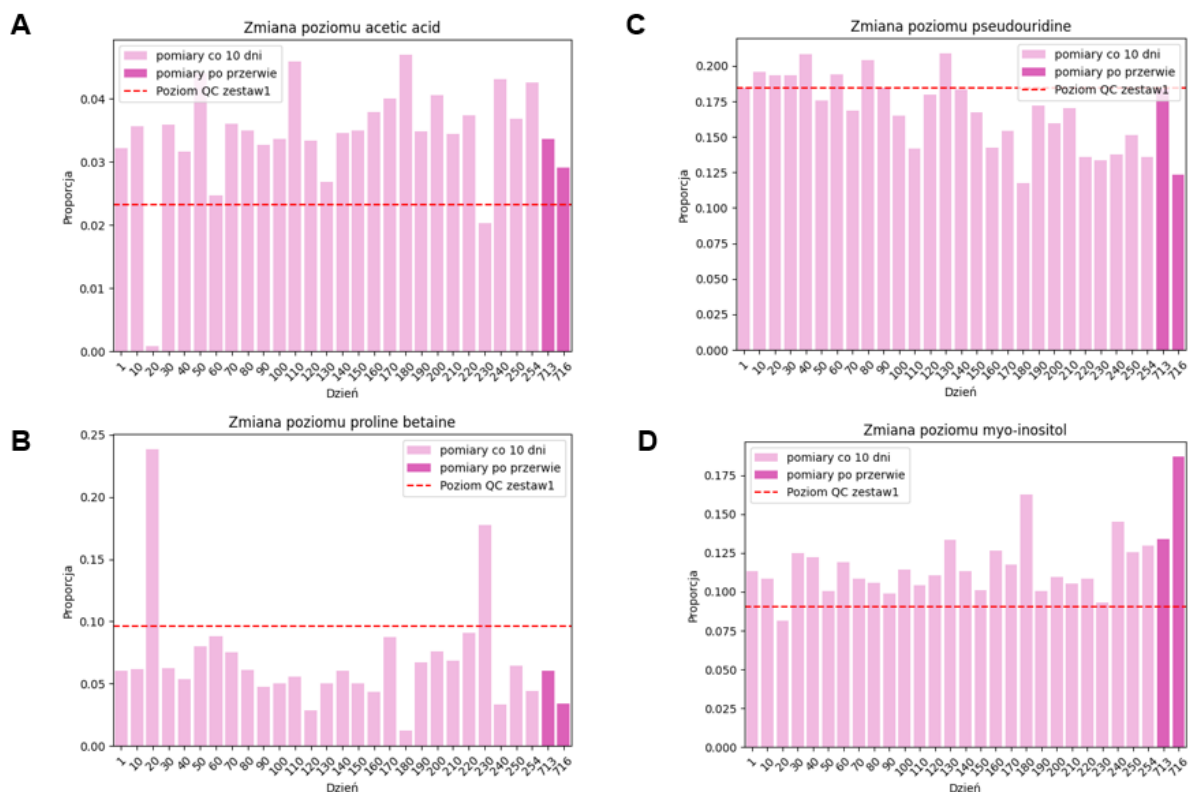 A
Zmiana poziomu acetic acid
pomiary co 10 dni
pomiary po przerwie
Poziom QC zestaw1
Proporcja
0.04
0.03
0.02
0.01
0.00
1 10 20 30 40 50 60 70 80 90 100 110 120 130 140 150 160 170 180 190 200 210 220 230 240 250 254 713 716
Dzień
B
Zmiana poziomu proline betaine
pomiary co 10 dni
pomiary po przerwie
Poziom QC zestaw1
Proporcja
0.25
0.20
0.15
0.10
0.05
0.00
1 10 20 30 40 50 60 70 80 90 100 110 120 130 140 150 160 170 180 190 200 210 220 230 240 250 254 713 716
Dzień
C
Zmiana poziomu pseudouridine
pomiary co 10 dni
pomiary po przerwie
Poziom QC zestaw1
Proporcja
0.200
0.175
0.150
0.125
0.100
0.075
0.050
0.025
0.000
1 10 20 30 40 50 60 70 80 90 100 110 120 130 140 150 160 170 180 190 200 210 220 230 240 250 254 713 716
Dzień
D
Zmiana poziomu myo-inositol
pomiary co 10 dni
pomiary po przerwie
Poziom QC zestaw1
Proporcja
0.175
0.150
0.125
0.100
0.075
0.050
0.025
0.000
1 10 20 30 40 50 60 70 80 90 100 110 120 130 140 150 160 170 180 190 200 210 220 230 240 250 254 713 716
Dzień